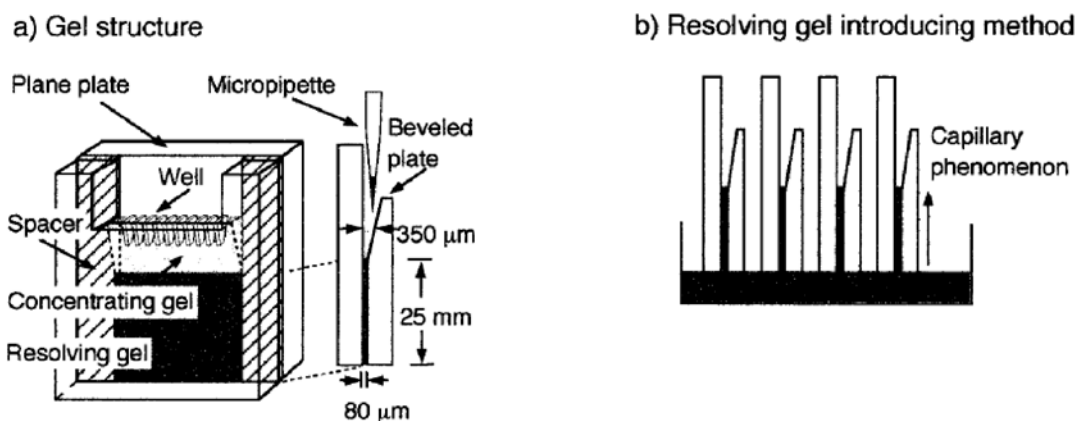 a) Gel structure
Plane plate
Micropipette
Beveled
plate
Well
Spacer
350 μm
Concentrating gel
25 mm
Resolving gel
80 μm
b) Resolving gel introducing method
Capillary
phenomenon